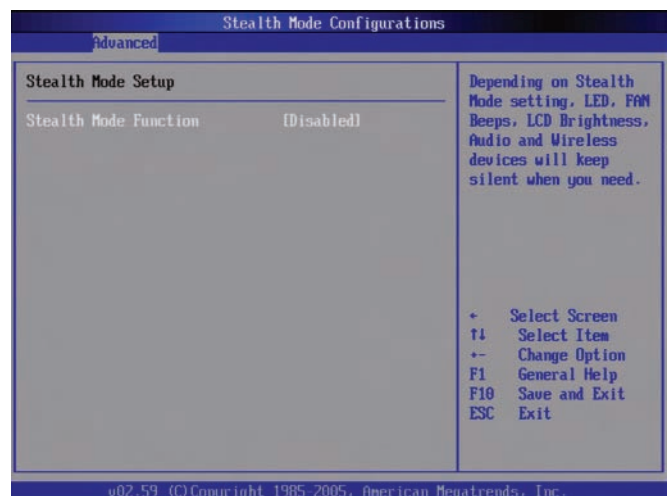 Stealth Mode Configurations
Advanced
Stealth Mode Setup
Stealth Mode Function [Disabled]
Depending on Stealth
Mode setting, LED, FAN
Beeps, LCD Brightness,
Audio and Wireless
devices will keep
silent when you need.
← Select Screen
↑↓ Select Item
+- Change Option
F1 General Help
F10 Save and Exit
ESC Exit
v02.59 (C)Copyright 1985-2005, American Megatrends, Inc.